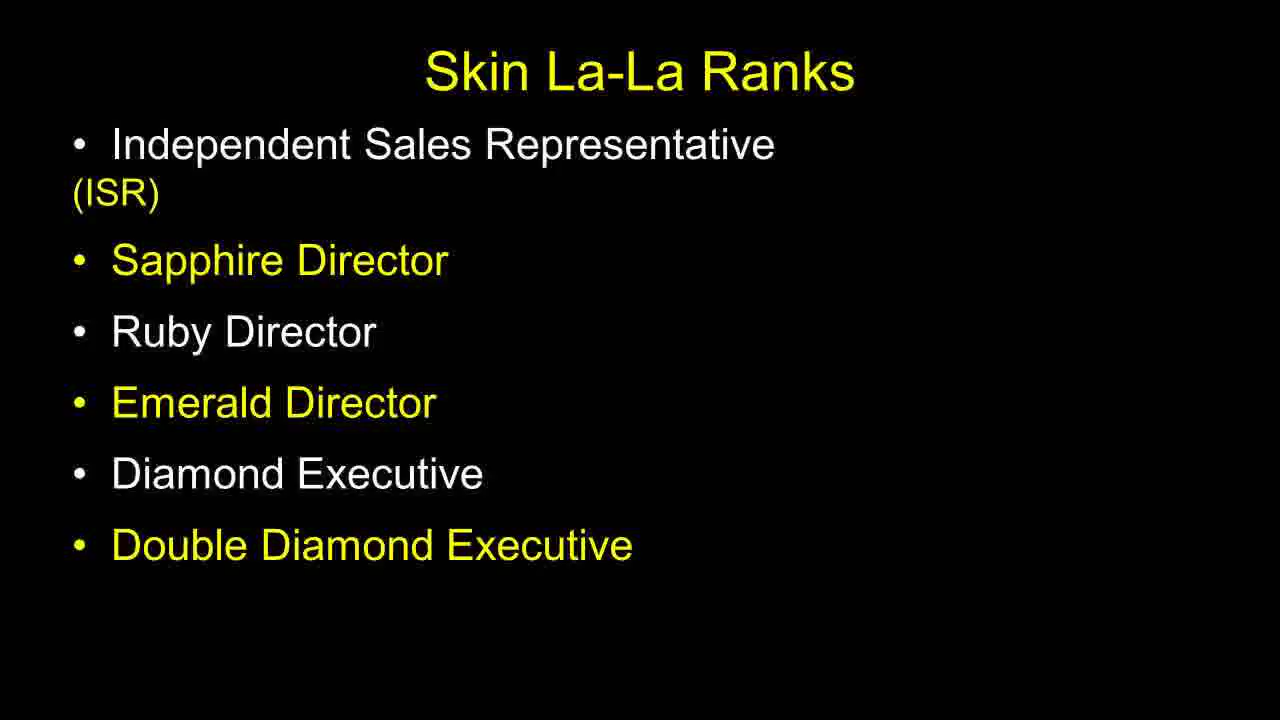 Skin La-La Ranks
• Independent Sales Representative
(ISR)
• Sapphire Director
• Ruby Director
• Emerald Director
• Diamond Executive
• Double Diamond Executive